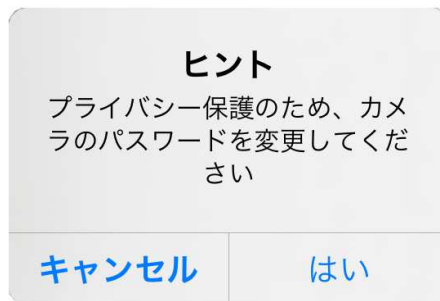 ヒント
プライバシー保護のため、カメ
ラのパスワードを変更してくだ
さい
キャンセル
はい